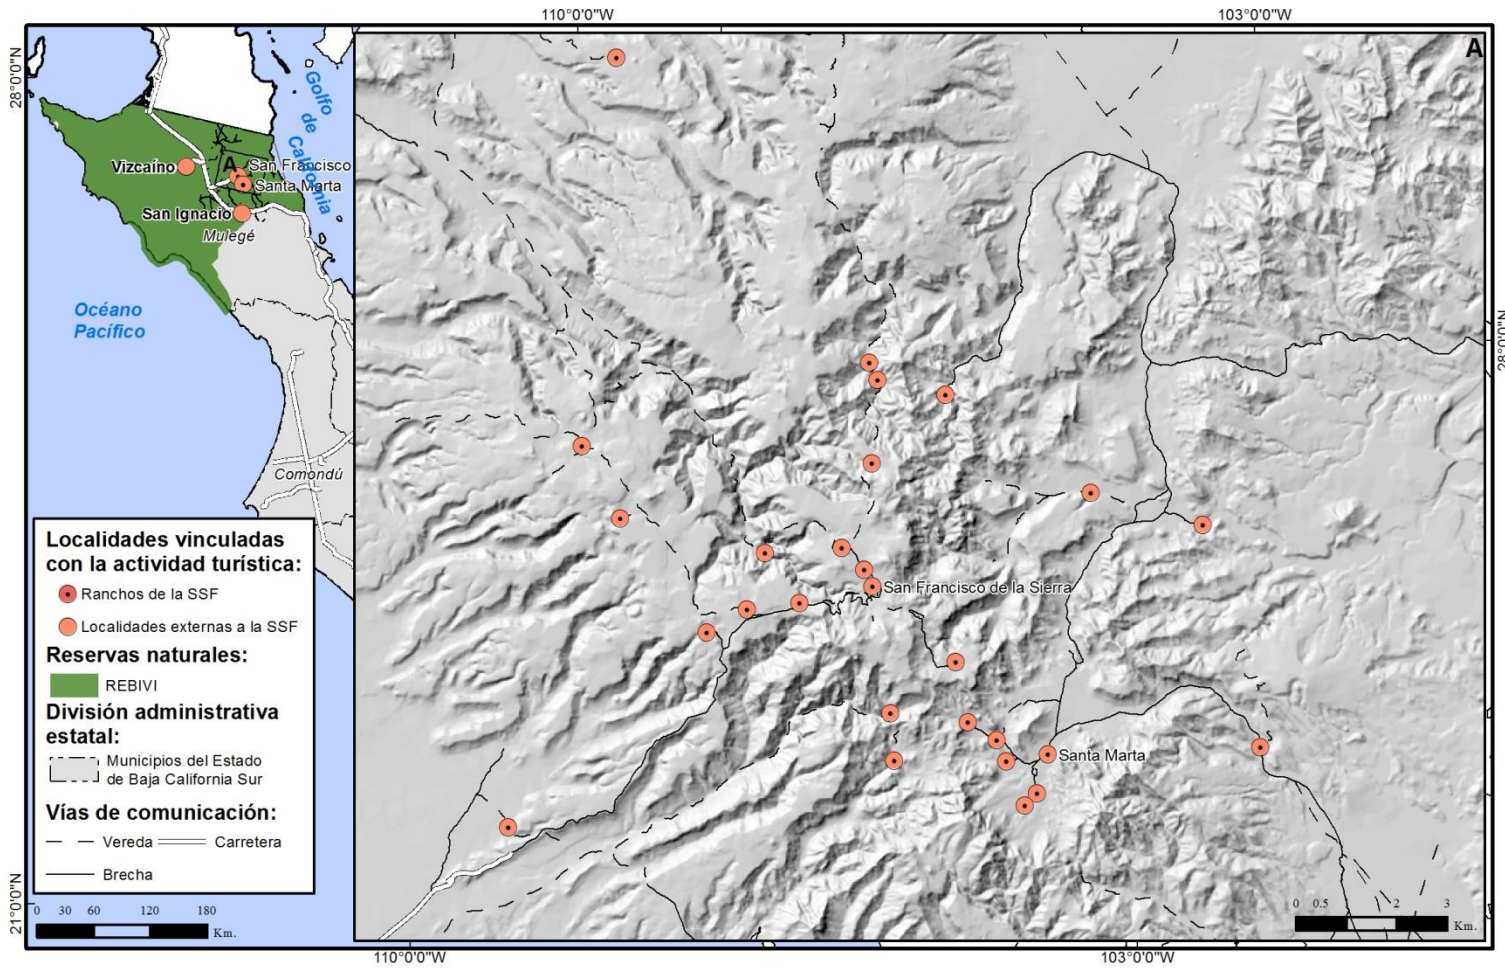 110°0'0"W
103°0'0"W
28°0'0"N
A
Golfo
de
California
Vizcaíno
A
San Francisco
Santa Marta
San Ignacio
Mulegé
Océano
Pacífico
28°0'0"N
Comondú
Localidades vinculadas
con la actividad turística:
Ranchos de la SSF
Localidades externas a la SSF
Reservas naturales:
REBIVI
División administrativa
estatal:
Municipios del Estado
de Baja California Sur
Vías de comunicación:
Vereda
Carretera
Brecha
San Francisco de la Sierra
Santa Marta
21°0'0"N
0 30 60 120 180
Km.
0 0.5 2 3
Km.
110°0'0"W
103°0'0"W